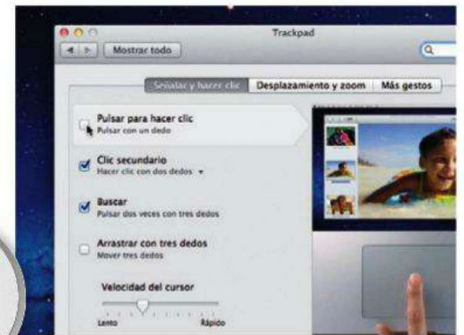 Trackpad
Mostrar todo
Señalar y hacer clic
Desplazamiento y zoom
Más gestos
Pulsar para hacer clic
Pulsar con un dedo
Clic secundario
Hacer clic con dos dedos
Buscar
Pulsar dos veces con tres dedos
Arrastrar con tres dedos
Mover tres dedos
Velocidad del cursor
Lento
Rápido